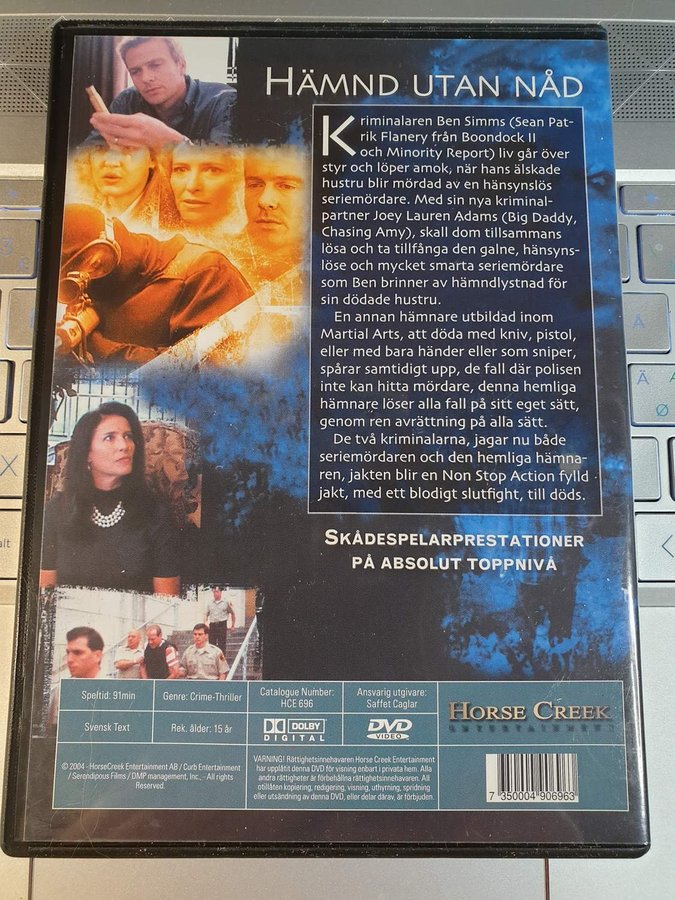 HÄMND UTAN NÅD
Kriminalaren Ben Simms (Sean Pat-
rik Flanery från Boondock II
och Minority Report) liv går över
styr och löper amok, när hans älskade
hustru blir mördad av en hänsynslös
seriemördare. Med sin nya kriminal-
partner Joey Lauren Adams (Big Daddy,
Chasing Amy), skall dom tillsammans
lösa och ta tillfånga den galne, hänsyns-
löse och mycket smarta seriemördare
som Ben brinner av hämndlystnad för
sin dödade hustru.
En annan hämnare utbildad inom
Martial Arts, att döda med kniv, pistol,
eller med bara händer eller som sniper,
spårar samtidigt upp, de fall där polisen
inte kan hitta mördare, denna hemliga
hämnare löser alla fall på sitt eget sätt,
genom ren avrättning på alla sätt.
De två kriminalarna, jagar nu både
seriemördaren och den hemliga hämna-
ren, jakten blir en Non Stop Action fylld
jakt, med ett blodigt slutfight, till döds.
SKÅDESPELARPRESTATIONER
PÅ ABSOLUT TOPPNIVÅ
Speltid: 91min
Genre: Crime-Thriller
Catalogue Number:
HCE 696
Ansvarig utgivare:
Saffet Caglar
Svensk Text
Rek. ålder: 15 år
DOLBY
DIGITAL
DVD
VIDEO
HORSE CREEK
ENTERTAINMENT
© 2004 - HorseCreek Entertainment AB / Curb Entertainment
/ Serendipous Films / DMP management, Inc., - All rights
Reserved.
VARNING! Rättighetsinnehavaren Horse Creek Entertainment
har upplåtit denna DVD för visning enbart i privata hem. Alla
andra rättigheter är förbehållna rättighetsinnehavaren. All
otillåten kopiering, redigering, visning, uthyrning, spridning
eller utsändning av denna DVD, eller delar därav, är förbjuden.
7 350004 906963
X
alt
Ä
Æ
Ø
<